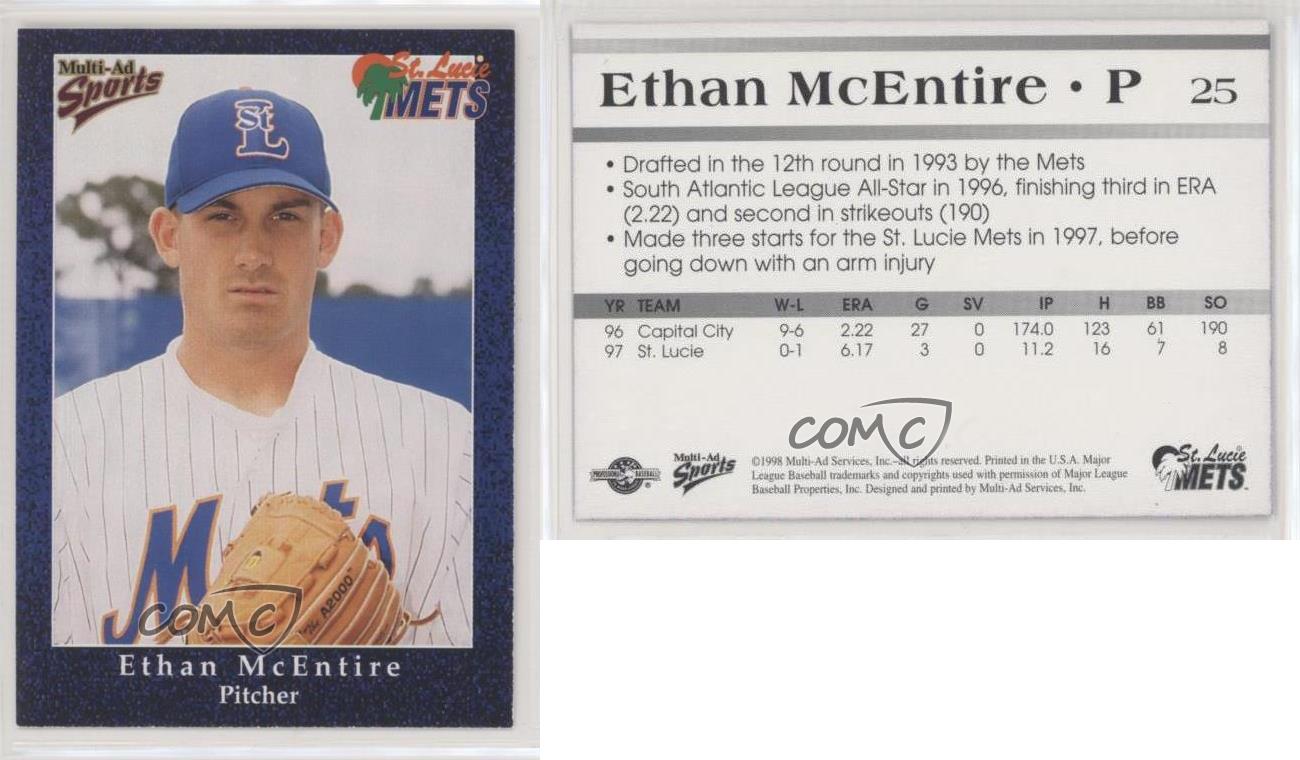 Multi-Ad
Sports
St. Lucie
METS
St
L
Mets
The A2000
COMC
Ethan McEntire
Pitcher
Ethan McEntire • P 25
• Drafted in the 12th round in 1993 by the Mets
• South Atlantic League All-Star in 1996, finishing third in ERA
(2.22) and second in strikeouts (190)
• Made three starts for the St. Lucie Mets in 1997, before
going down with an arm injury
YR TEAM W-L ERA G SV IP H BB SO
96 Capital City 9-6 2.22 27 0 174.0 123 61 190
97 St. Lucie 0-1 6.17 3 0 11.2 16 7 8
COMC
PROFESSIONAL BASEBALL
Multi-Ad
Sports
©1998 Multi-Ad Services, Inc.–all rights reserved. Printed in the U.S.A. Major
League Baseball trademarks and copyrights used with permission of Major League
Baseball Properties, Inc. Designed and printed by Multi-Ad Services, Inc.
St. Lucie
METS